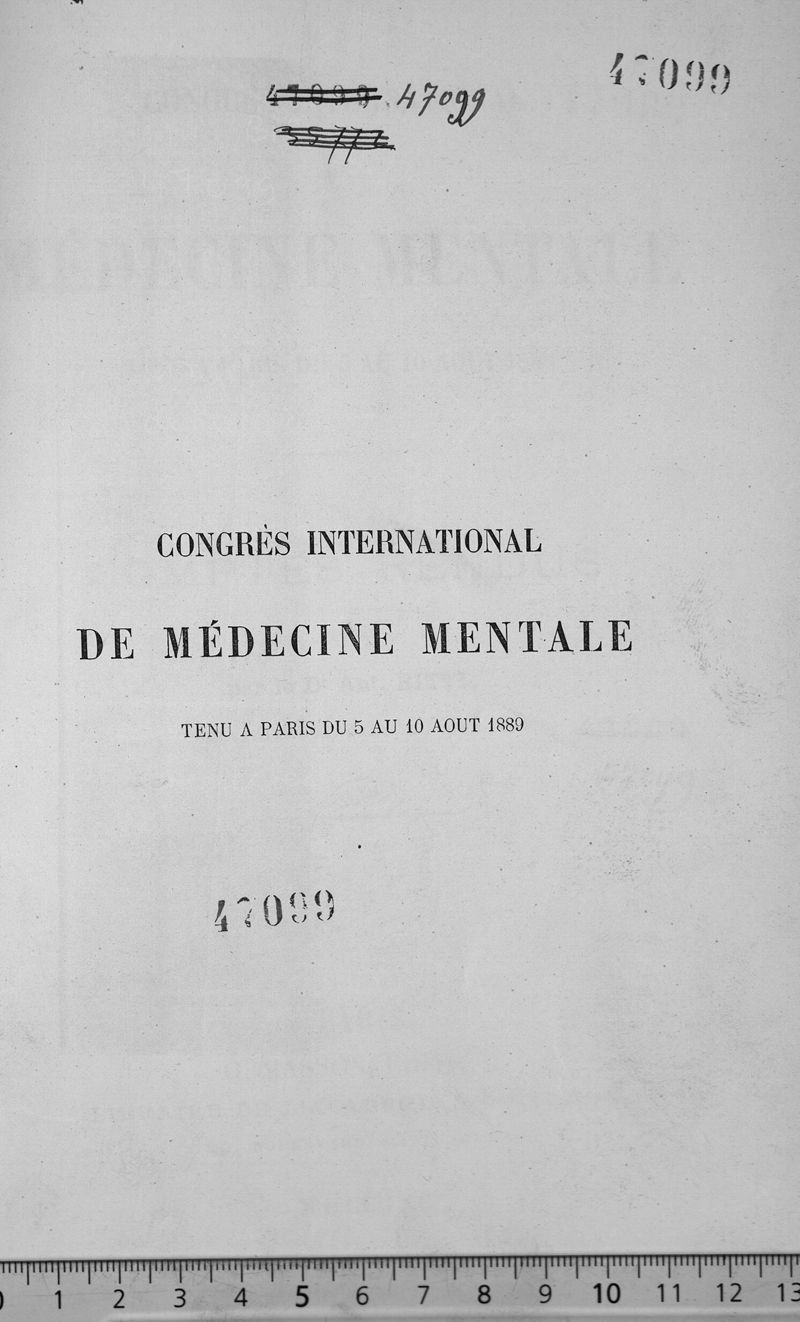 47099
47099 . 47099
CONGRÈS INTERNATIONAL
DE MÉDECINE MENTALE
TENU A PARIS DU 5 AU 10 AOUT 1889
47099
1 2 3 4 5 6 7 8 9 10 11 12 13